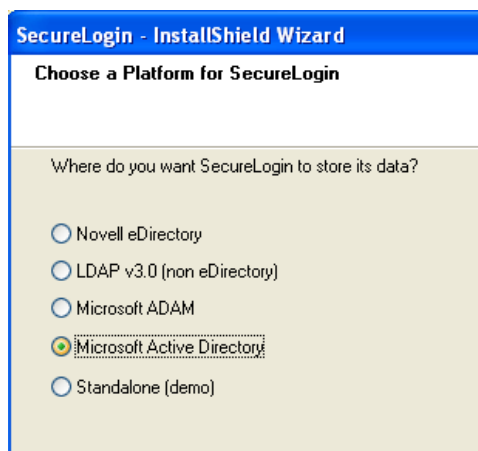 SecureLogin - InstallShield Wizard
Choose a Platform for SecureLogin
Where do you want SecureLogin to store its data?
Novell eDirectory
LDAP v3.0 (non eDirectory)
Microsoft ADAM
Microsoft Active Directory
Standalone (demo)